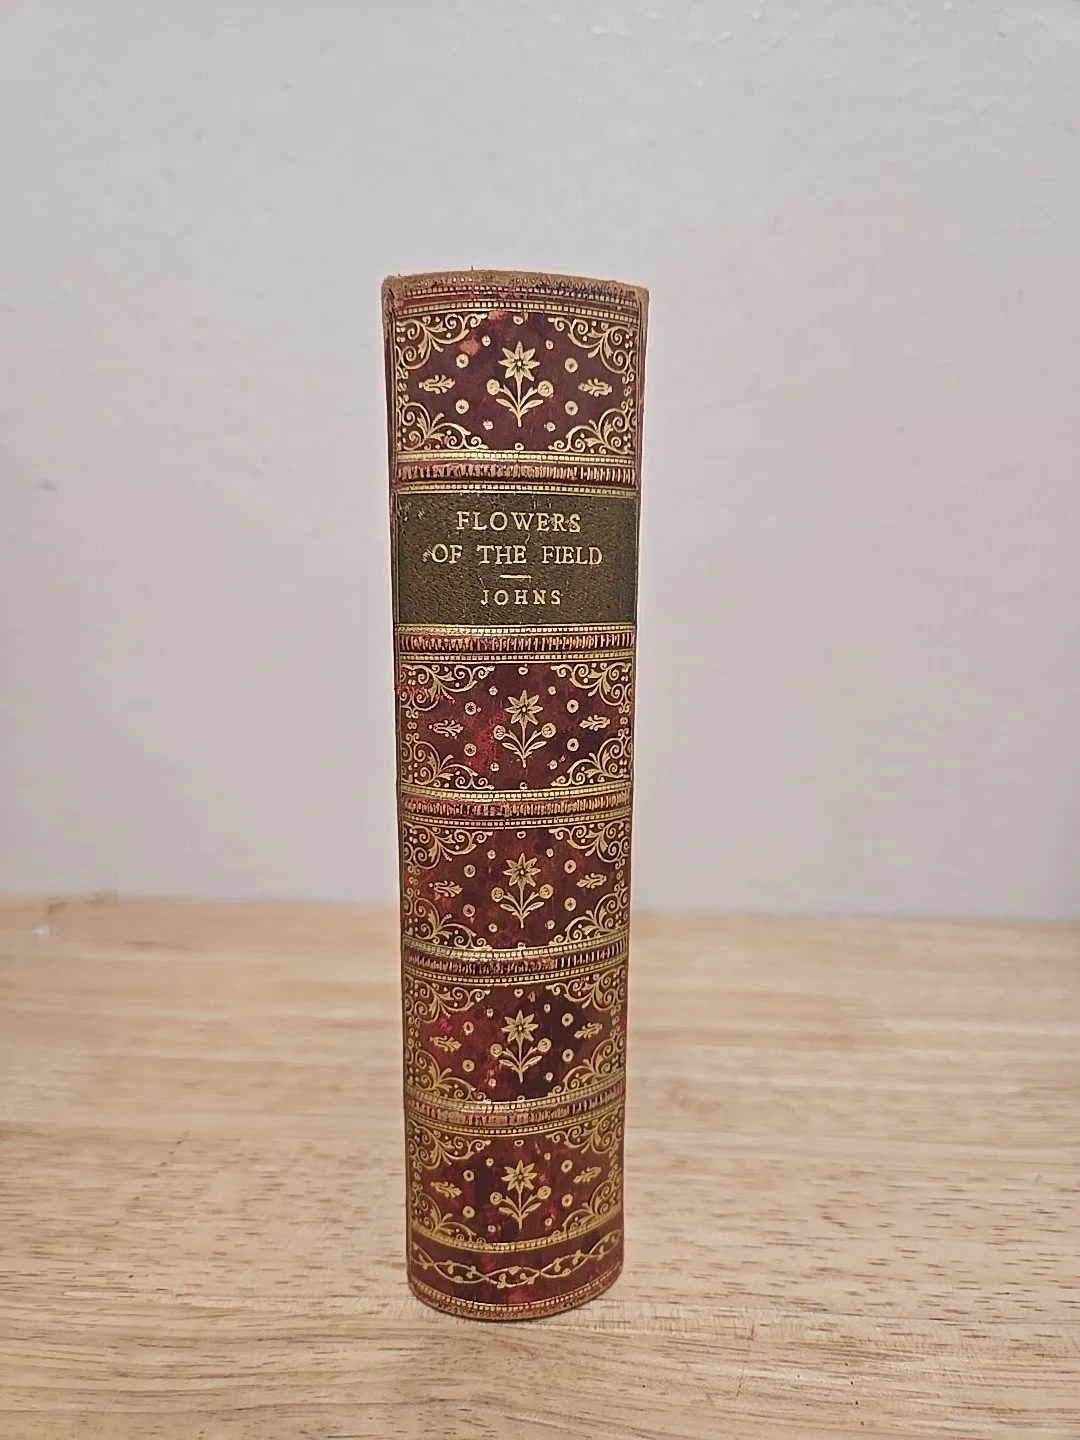 FLOWERS
OF THE FIELD
JOHNS